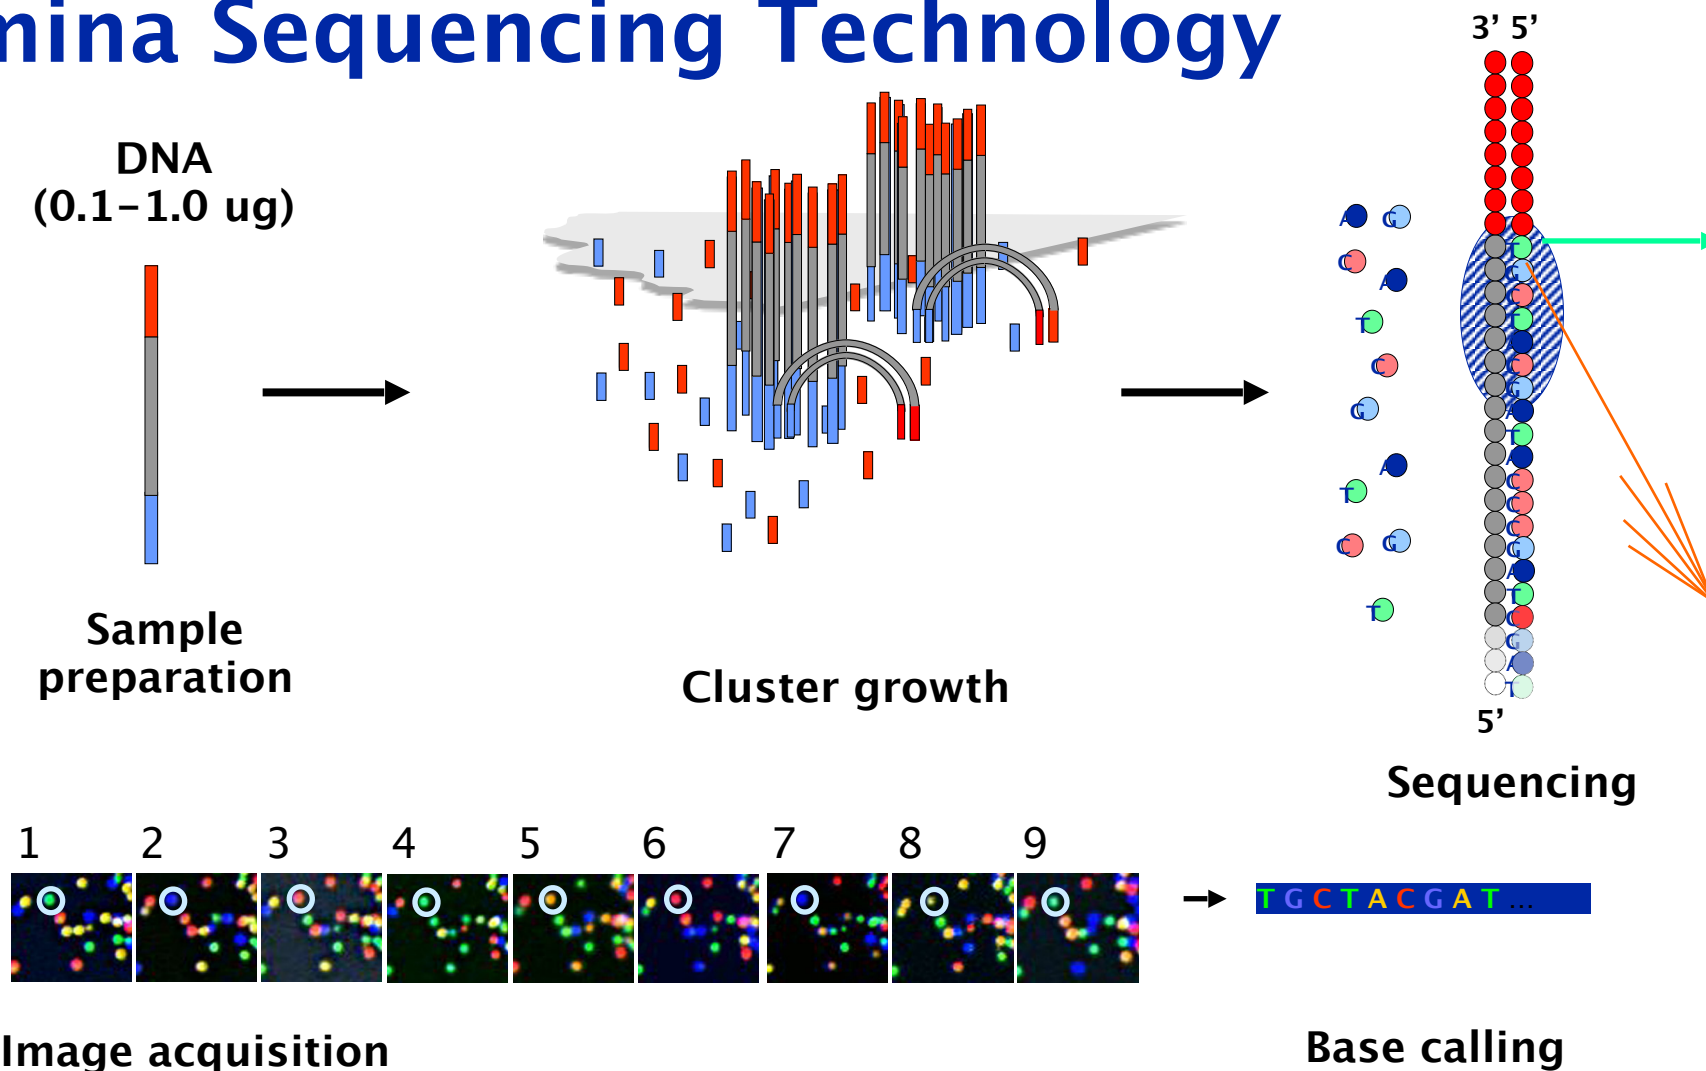 nina Sequencing Technology
3’ 5’
DNA
(0.1–1.0 ug)
A G
C
A
T
C
G
A
T
C G
T
T
G
C
T
A
C
G
A
T
A
C
C
C
G
A
T
C
G
A
T
5’
Sample
preparation
Cluster growth
Sequencing
1 2 3 4 5 6 7 8 9
T G C T A C G A T ...
Image acquisition
Base calling